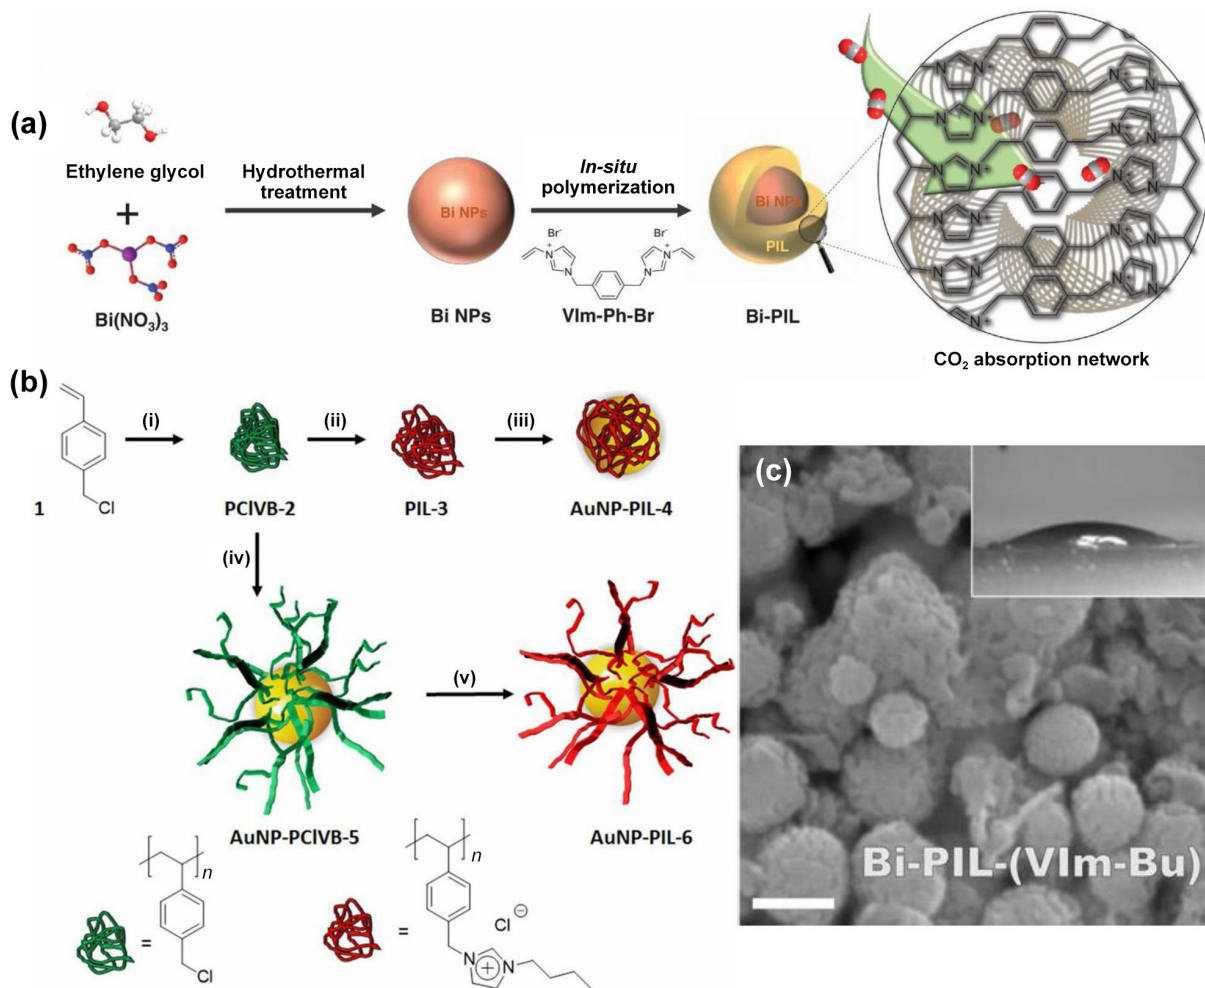 (a)
Ethylene glycol
+
Bi(NO₃)₃
Hydrothermal
treatment
Bi NPs
Bi NPs
In-situ
polymerization
Br⁻
Br⁻
N
+
N
N
+
N
VIm-Ph-Br
Bi NPs
PIL
Bi-PIL
CO₂ absorption network
(b)
Cl
1
(i)
PClVB-2
(ii)
PIL-3
(iii)
AuNP-PIL-4
(iv)
AuNP-PClVB-5
(v)
AuNP-PIL-6
n
=
Cl
n
=
Cl ⊖
N
⊕
N
(c)
Bi-PIL-(VIm-Bu)